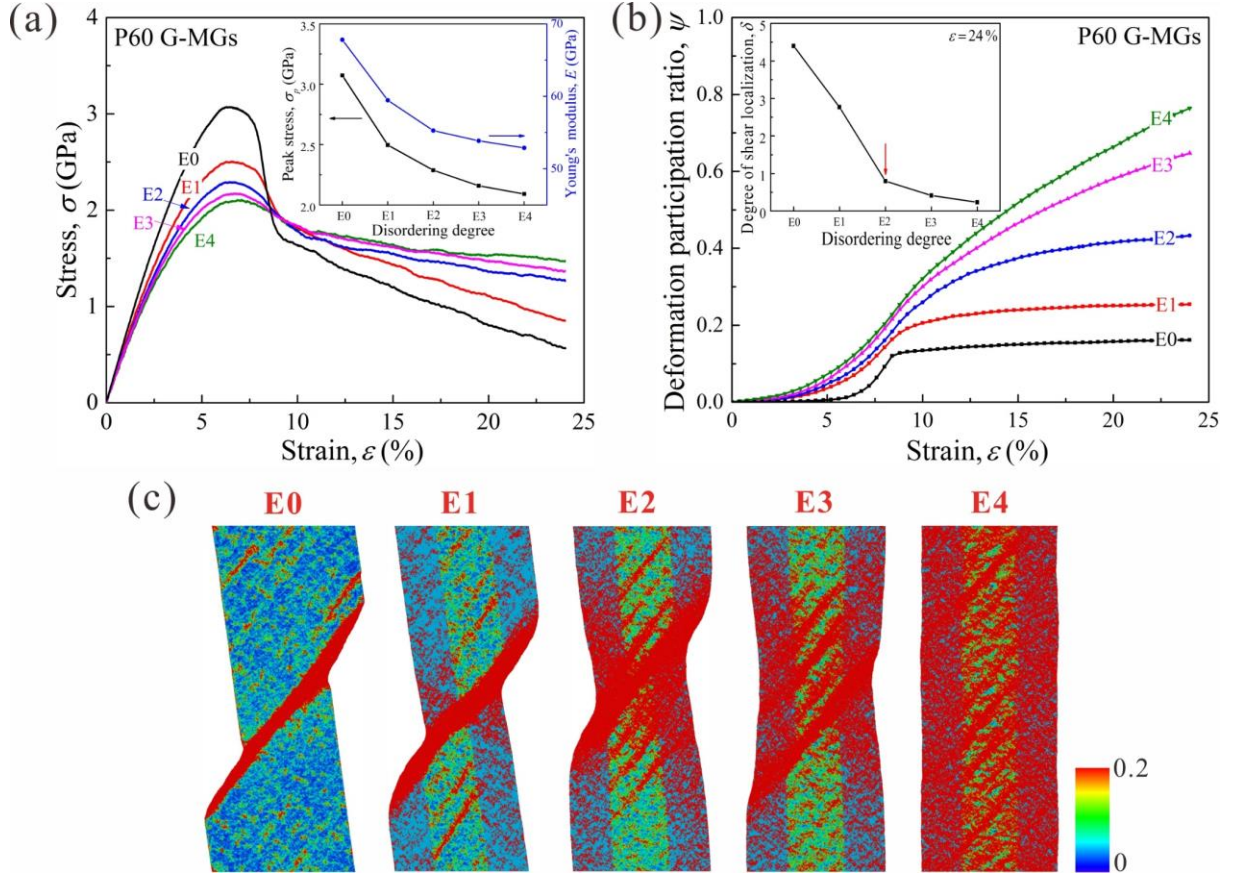 (a)
P60 G-MGs
Stress, σ (GPa)
4
3
2
1
0
0
5
10
15
20
25
Strain, ε (%)
E0
E1
E2
E3
E4
Peak stress, σp (GPa)
3.5
3.0
2.5
2.0
Young's modulus, E (GPa)
70
60
50
E0 E1 E2 E3 E4
Disordering degree
(b)
P60 G-MGs
Deformation participation ratio, ψ
1.0
0.8
0.6
0.4
0.2
0.0
0 5 10 15 20 25
Strain, ε (%)
E4
E3
E2
E1
E0
Degree of shear localization, δ
5
4
3
2
1
0
ε=24 %
E0 E1 E2 E3 E4
Disordering degree
(c)
E0 E1 E2 E3 E4
0.2
0